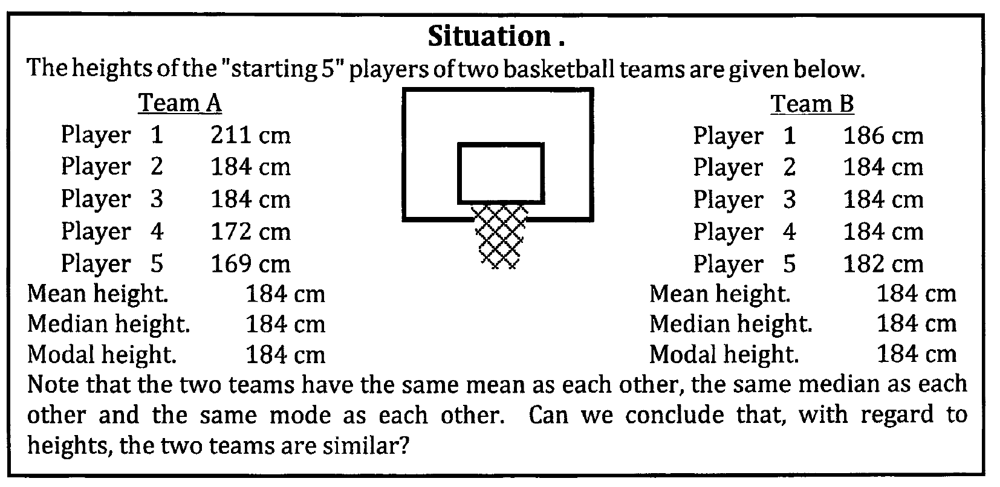 Situation .
The heights of the "starting 5" players of two basketball teams are given below.
Team A
Player 1 211 cm
Player 2 184 cm
Player 3 184 cm
Player 4 172 cm
Player 5 169 cm
Mean height. 184 cm
Median height. 184 cm
Modal height. 184 cm
Team B
Player 1 186 cm
Player 2 184 cm
Player 3 184 cm
Player 4 184 cm
Player 5 182 cm
Mean height. 184 cm
Median height. 184 cm
Modal height. 184 cm
Note that the two teams have the same mean as each other, the same median as each
other and the same mode as each other. Can we conclude that, with regard to
heights, the two teams are similar?